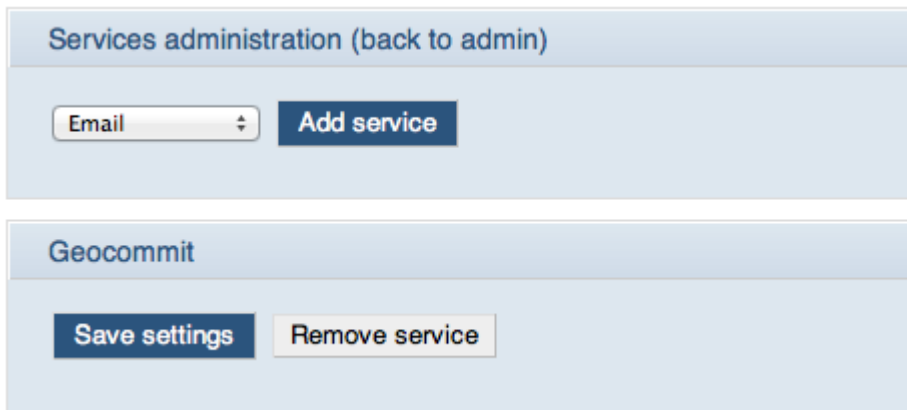 Services administration (back to admin)
Email Add service
Geocommit
Save settings Remove service